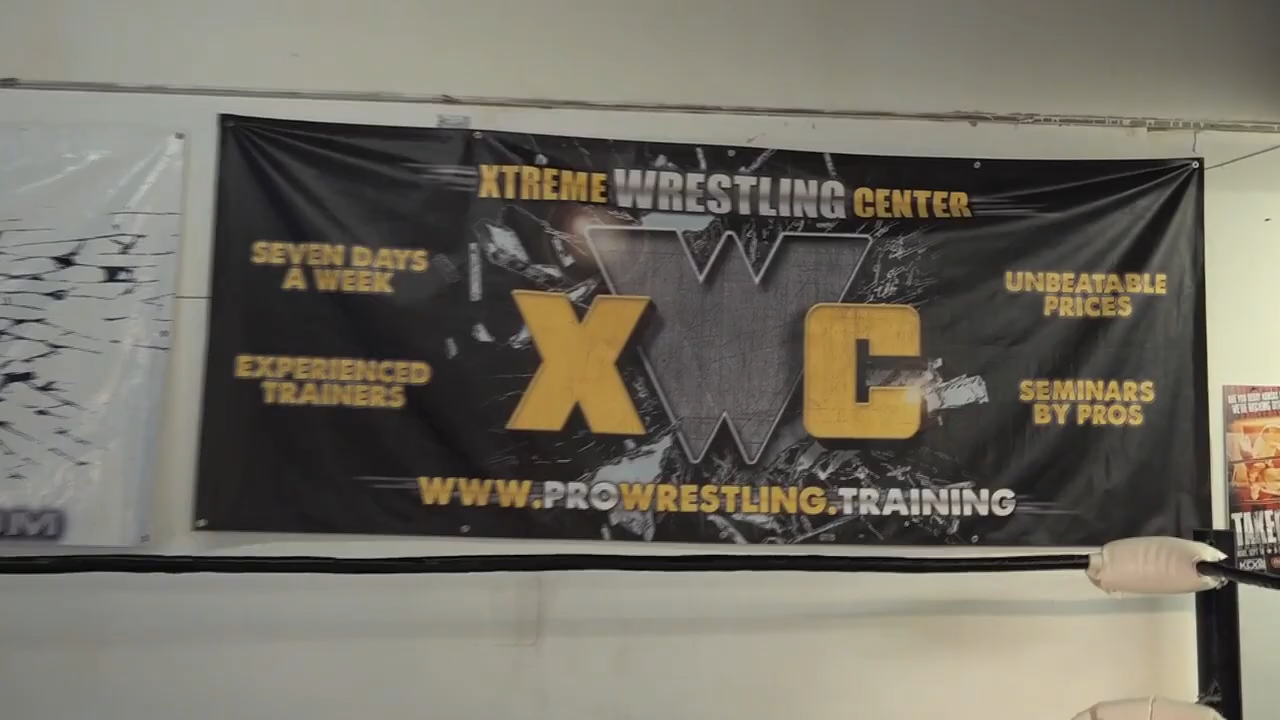 XTREME WRESTLING CENTER
SEVEN DAYS
A WEEK
EXPERIENCED
TRAINERS
XWC
UNBEATABLE
PRICES
SEMINARS
BY PROS
WWW.PROWRESTLING.TRAINING